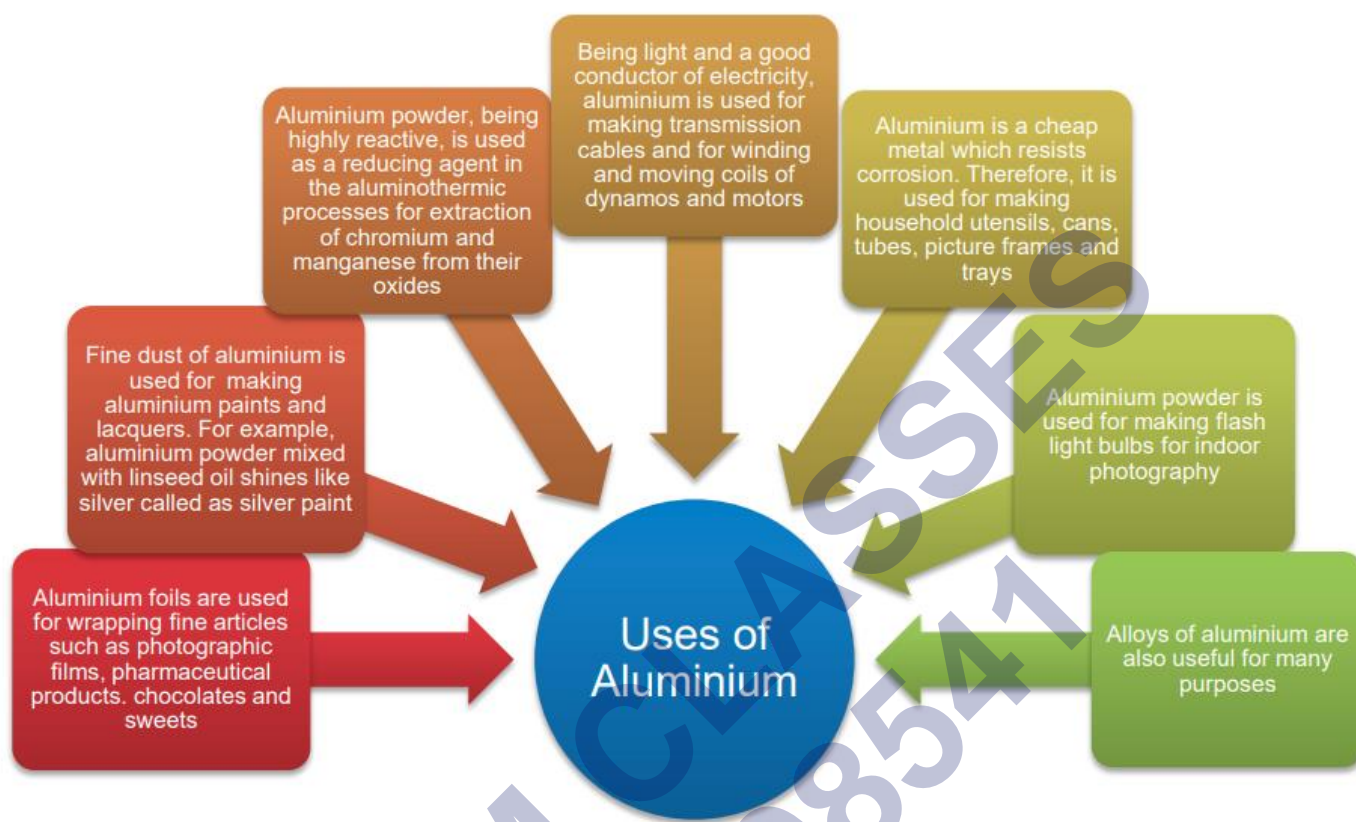 Being light and a good
conductor of electricity,
aluminium is used for
making transmission
cables and for winding
and moving coils of
dynamos and motors
Aluminium powder, being
highly reactive, is used
as a reducing agent in
the aluminothermic
processes for extraction
of chromium and
manganese from their
oxides
Aluminium is a cheap
metal which resists
corrosion. Therefore, it is
used for making
household utensils, cans,
tubes, picture frames and
trays
Fine dust of aluminium is
used for making
aluminium paints and
lacquers. For example,
aluminium powder mixed
with linseed oil shines like
silver called as silver paint
Aluminium powder is
used for making flash
light bulbs for indoor
photography
Aluminium foils are used
for wrapping fine articles
such as photographic
films, pharmaceutical
products. chocolates and
sweets
Alloys of aluminium are
also useful for many
purposes
Uses of
Aluminium
CLASSES
98541